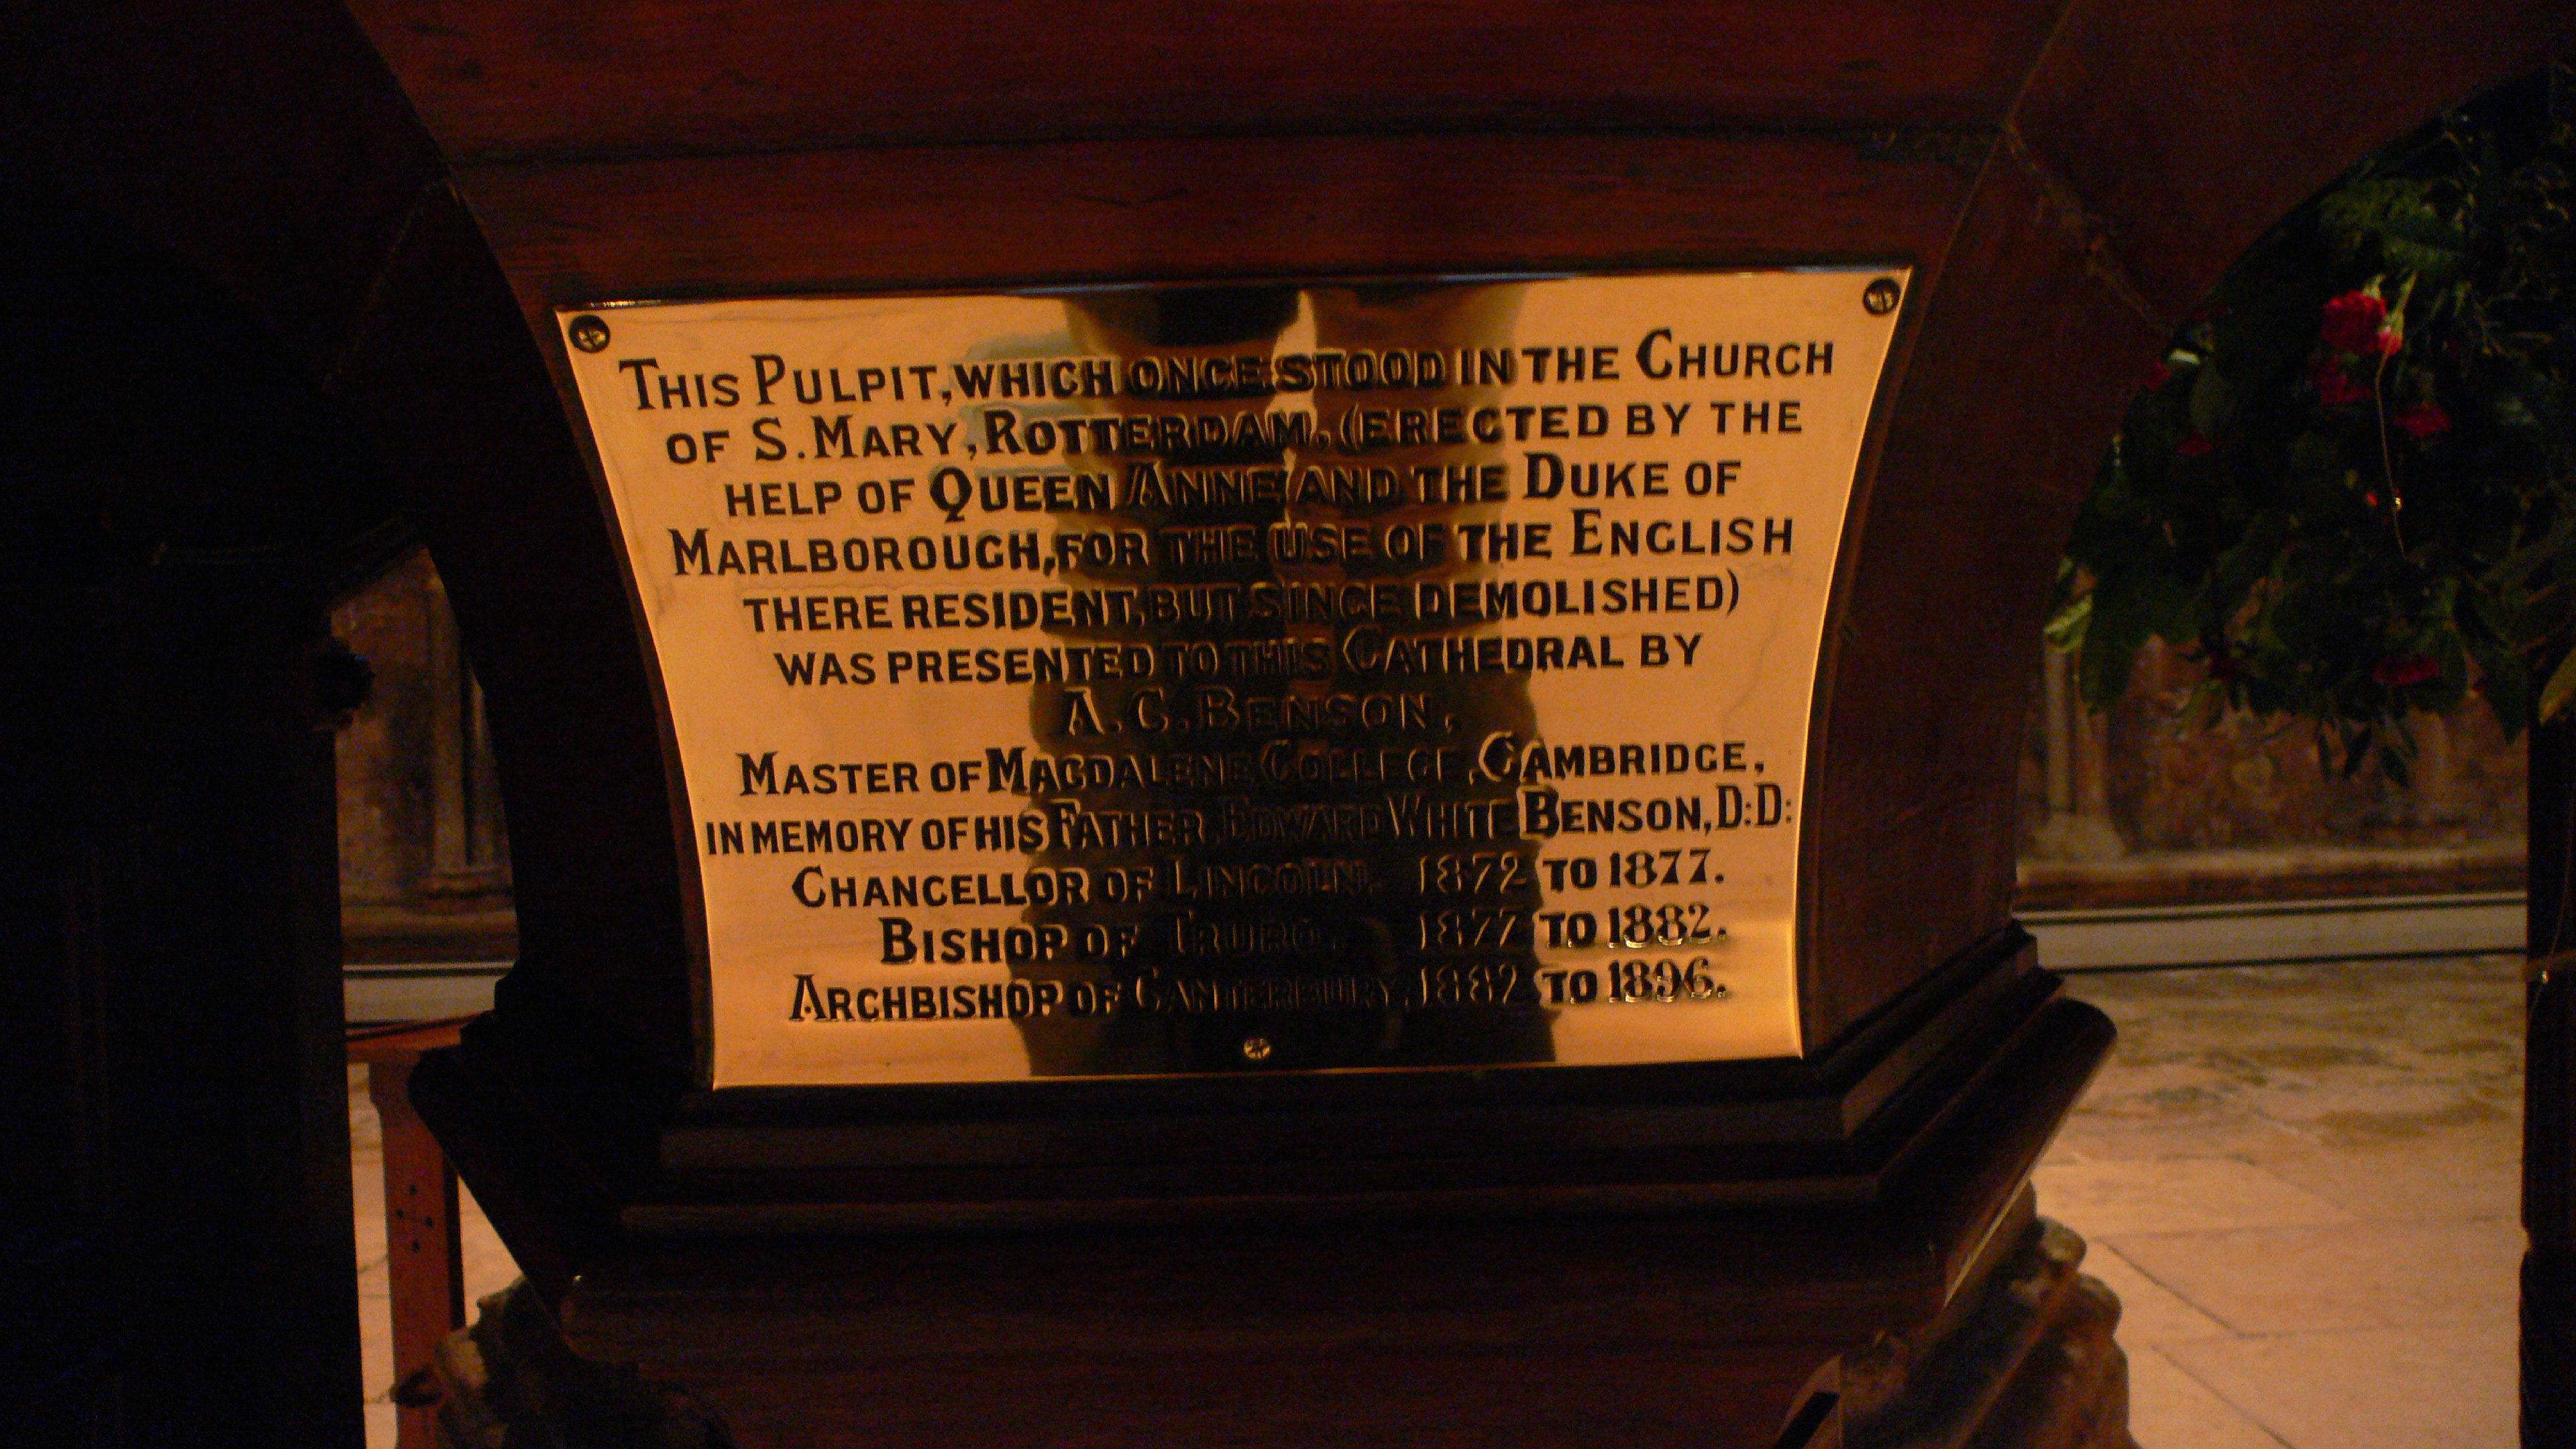 This Pulpit, which once stood in the Church
of S. Mary, Rotterdam, (erected by the
help of Queen Anne and the Duke of
Marlborough, for the use of the English
there resident, but since demolished)
was presented to this Cathedral by
A. C. Benson,
Master of Magdalene College, Cambridge,
in memory of his Father, Edward White Benson, D:D:
Chancellor of Lincoln, 1872 to 1877.
Bishop of Truro, 1877 to 1882.
Archbishop of Canterbury, 1882 to 1896.